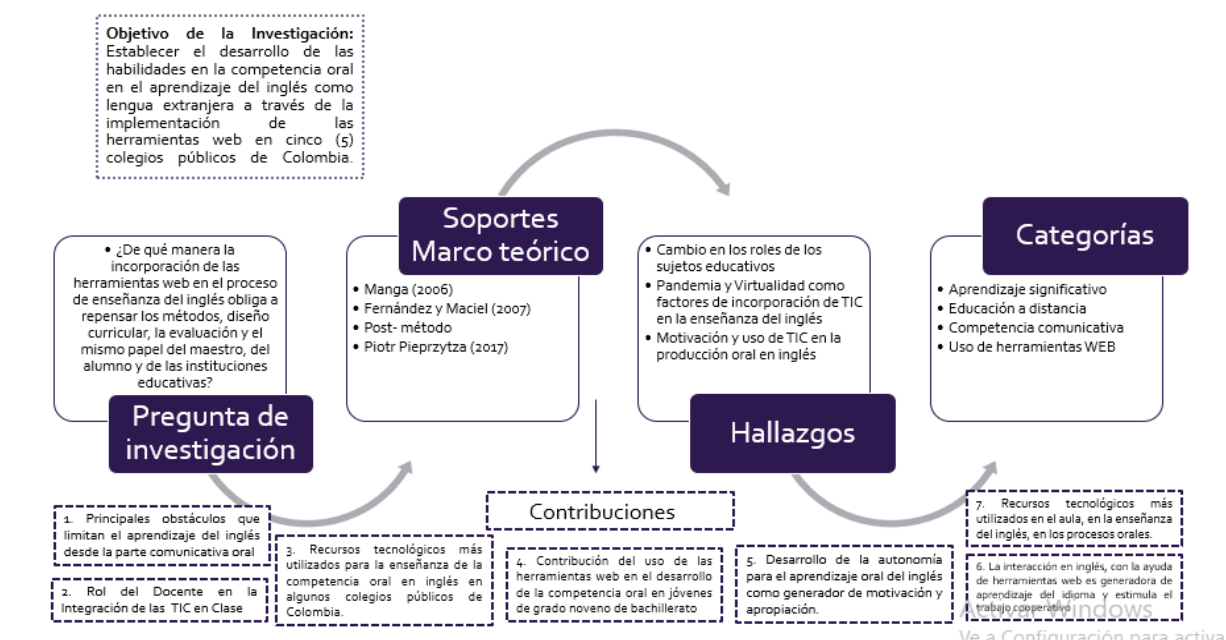 Objetivo de la Investigación:
Establecer el desarrollo de las
habilidades en la competencia oral
en el aprendizaje del inglés como
lengua extranjera a través de la
implementación de las
herramientas web en cinco (5)
colegios públicos de Colombia.
• ¿De qué manera la
incorporación de las
herramientas web en el proceso
de enseñanza del inglés obliga a
repensar los métodos, diseño
curricular, la evaluación y el
mismo papel del maestro, del
alumno y de las instituciones
educativas?
Pregunta de
investigación
Soportes
Marco teórico
• Manga (2006)
• Fernández y Maciel (2007)
• Post- método
• Piotr Pieprzytza (2017)
• Cambio en los roles de los
sujetos educativos
• Pandemia y Virtualidad como
factores de incorporación de TIC
en la enseñanza del inglés
• Motivación y uso de TIC en la
producción oral en inglés
Hallazgos
Categorías
• Aprendizaje significativo
• Educación a distancia
• Competencia comunicativa
• Uso de herramientas WEB
Contribuciones
1. Principales obstáculos que
limitan el aprendizaje del inglés
desde la parte comunicativa oral
2. Rol del Docente en la
Integración de las TIC en Clase
3. Recursos tecnológicos más
utilizados para la enseñanza de la
competencia oral en inglés en
algunos colegios públicos de
Colombia.
4. Contribución del uso de las
herramientas web en el desarrollo
de la competencia oral en jóvenes
de grado noveno de bachillerato
5. Desarrollo de la autonomía
para el aprendizaje oral del inglés
como generador de motivación y
apropiación.
7. Recursos tecnológicos más
utilizados en el aula, en la enseñanza
del inglés, en los procesos orales.
6. La interacción en inglés, con la ayuda
de herramientas web es generadora de
aprendizaje del idioma y estimula el
trabajo cooperativo
Activar Windows
Ve a Configuración para activa